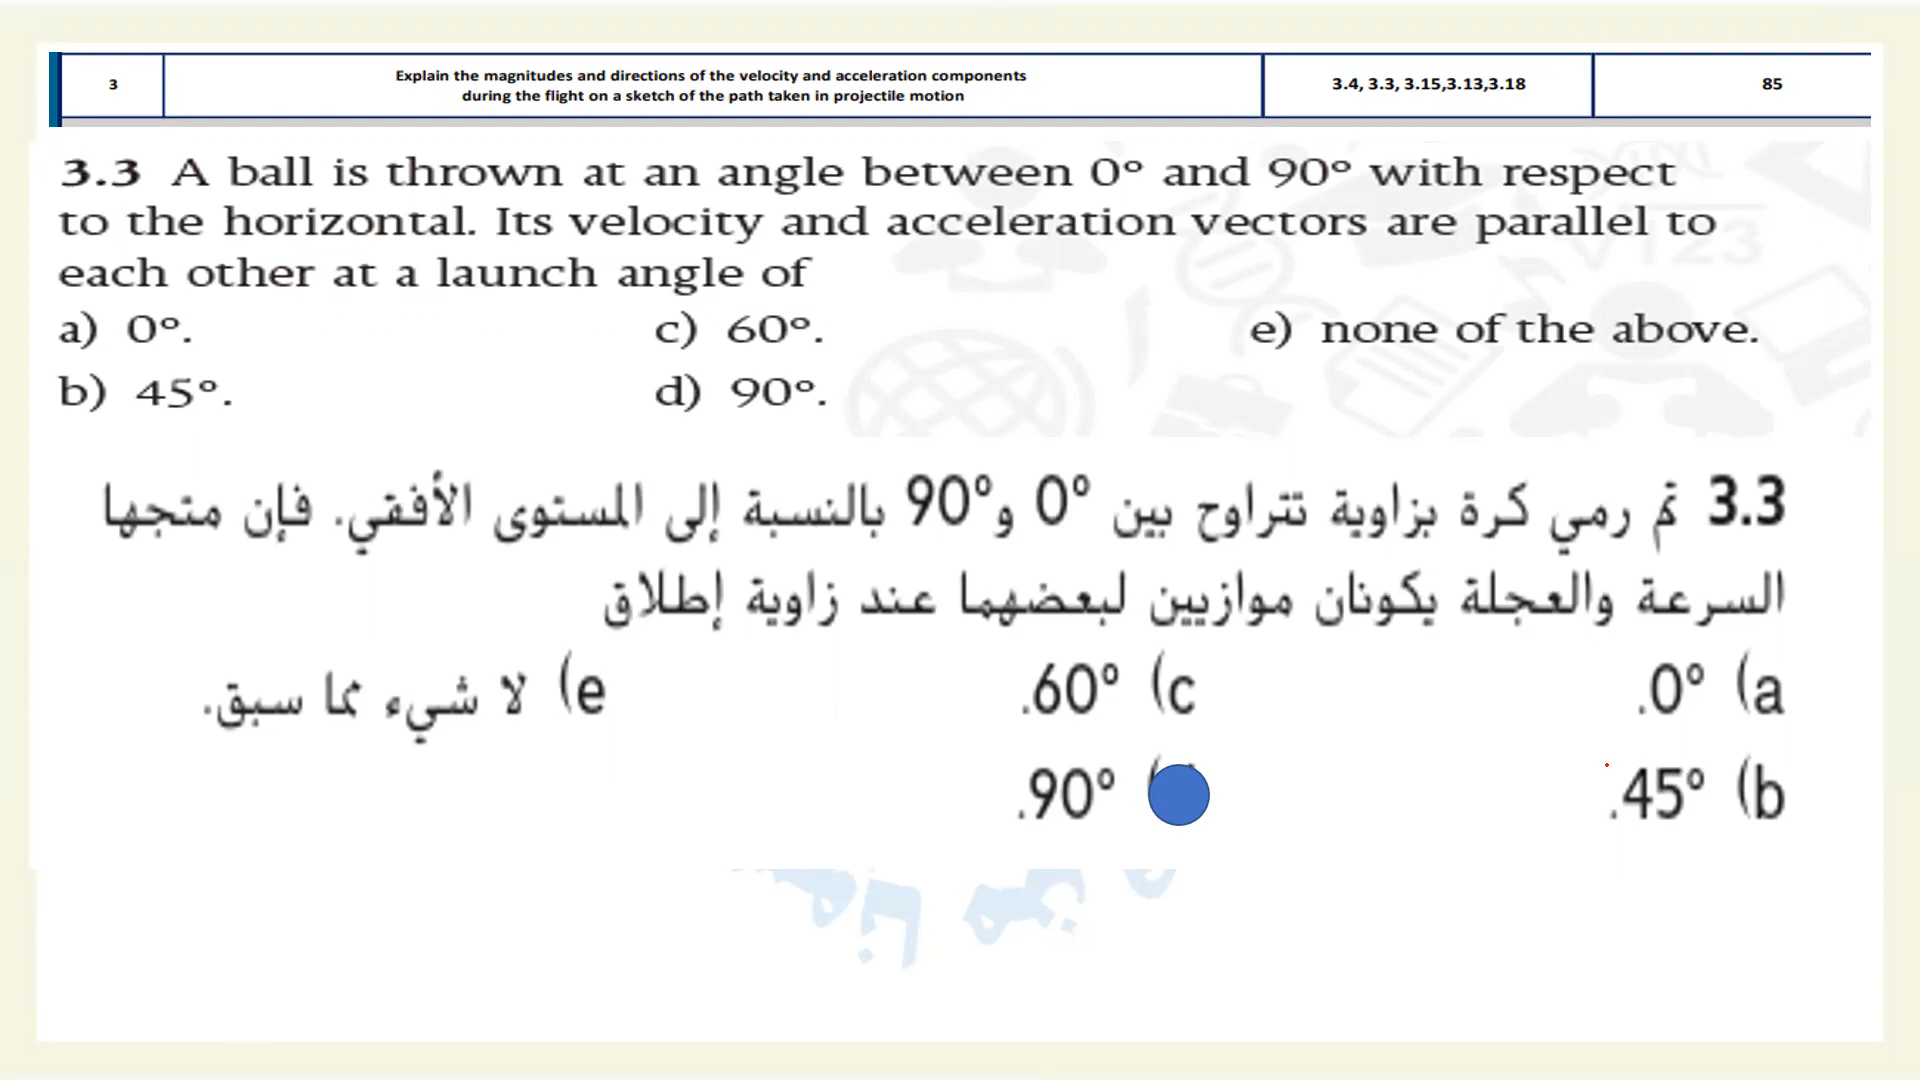 3
Explain the magnitudes and directions of the velocity and acceleration components
during the flight on a sketch of the path taken in projectile motion
3.4, 3.3, 3.15,3.13,3.18
85
3.3 A ball is thrown at an angle between 0° and 90° with respect
to the horizontal. Its velocity and acceleration vectors are parallel to
each other at a launch angle of
a) 0°. c) 60°. e) none of the above.
b) 45°. d) 90°.
3.3 تم رمي كرة بزاوية تتراوح بين 0° و90° بالنسبة إلى المستوى الأفقي. فإن متجها
السرعة والعجلة يكونان موازيين لبعضهما عند زاوية إطلاق
a) 0°. c) 60°. e) لا شيء مما سبق.
b) 45°. 90°.